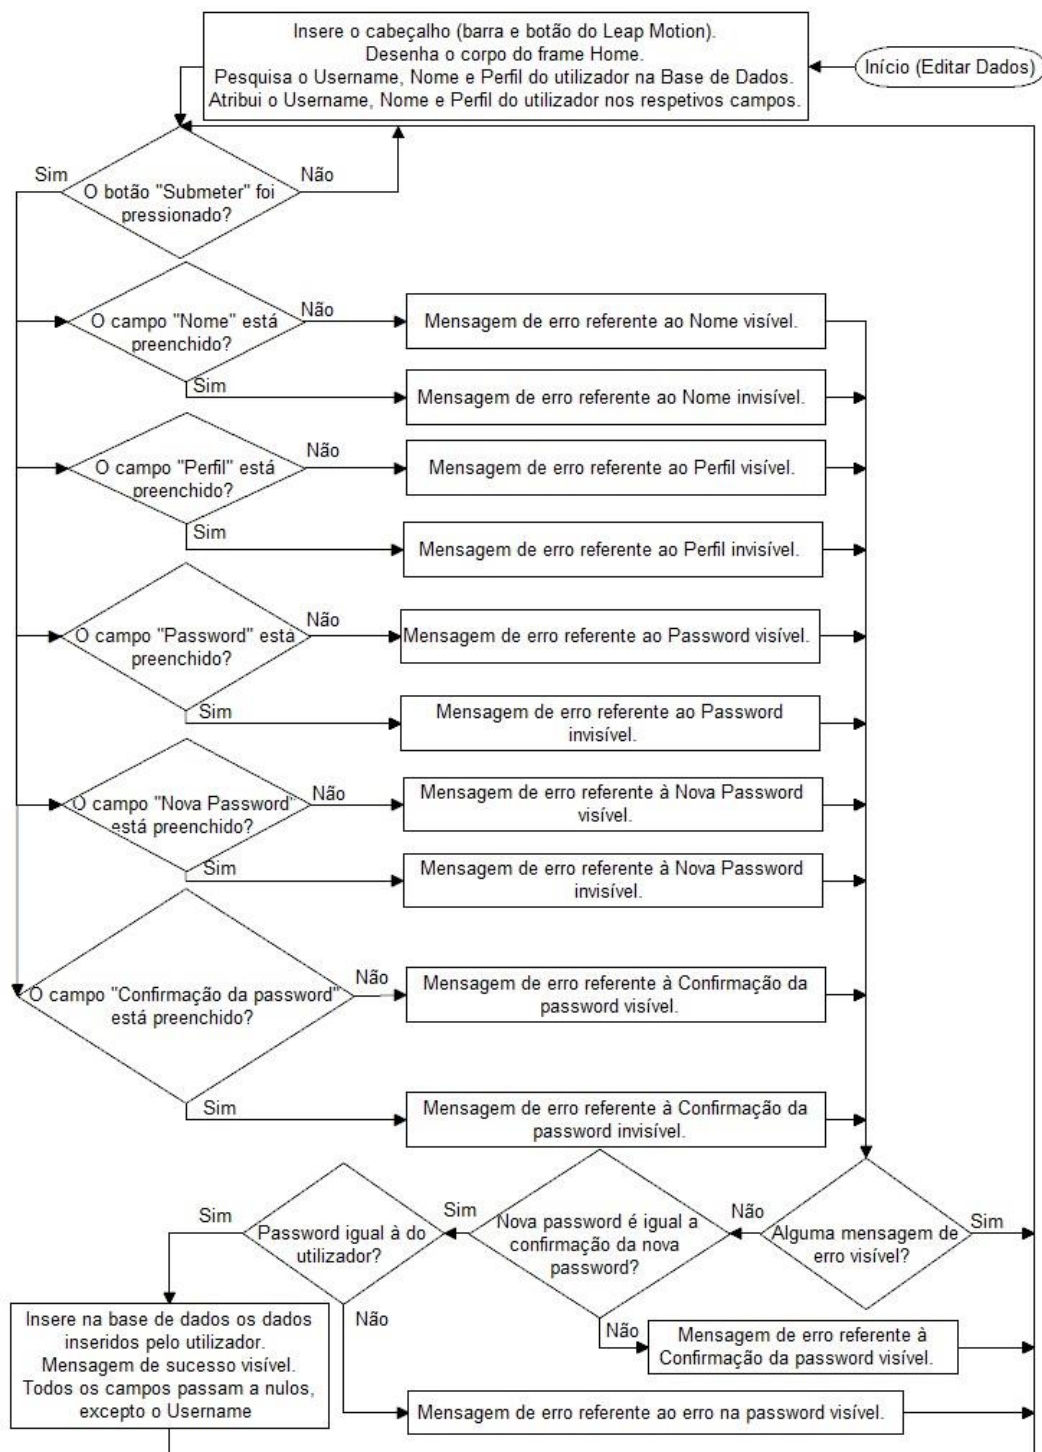 Insere o cabeçalho (barra e botão do Leap Motion).
Desenha o corpo do frame Home.
Pesquisa o Username, Nome e Perfil do utilizador na Base de Dados.
Atribui o Username, Nome e Perfil do utilizador nos respetivos campos.
Início (Editar Dados)
Sim
Não
O botão "Submeter" foi
pressionado?
O campo "Nome" está
preenchido?
Não
Mensagem de erro referente ao Nome visível.
Sim
Mensagem de erro referente ao Nome invisível.
O campo "Perfil" está
preenchido?
Não
Mensagem de erro referente ao Perfil visível.
Sim
Mensagem de erro referente ao Perfil invisível.
O campo "Password" está
preenchido?
Não
Mensagem de erro referente ao Password visível.
Sim
Mensagem de erro referente ao Password
invisível.
O campo "Nova Password"
está preenchido?
Não
Mensagem de erro referente à Nova Password
visível.
Sim
Mensagem de erro referente à Nova Password
invisível.
O campo "Confirmação da password"
está preenchido?
Não
Mensagem de erro referente à Confirmação da
password visível.
Sim
Mensagem de erro referente à Confirmação da
password invisível.
Alguma mensagem de
erro visível?
Sim
Não
Nova password é igual a
confirmação da nova
password?
Sim
Não
Mensagem de erro referente à
Confirmação da password visível.
Password igual à do
utilizador?
Sim
Não
Mensagem de erro referente ao erro na password visível.
Insere na base de dados os dados
inseridos pelo utilizador.
Mensagem de sucesso visível.
Todos os campos passam a nulos,
excepto o Username